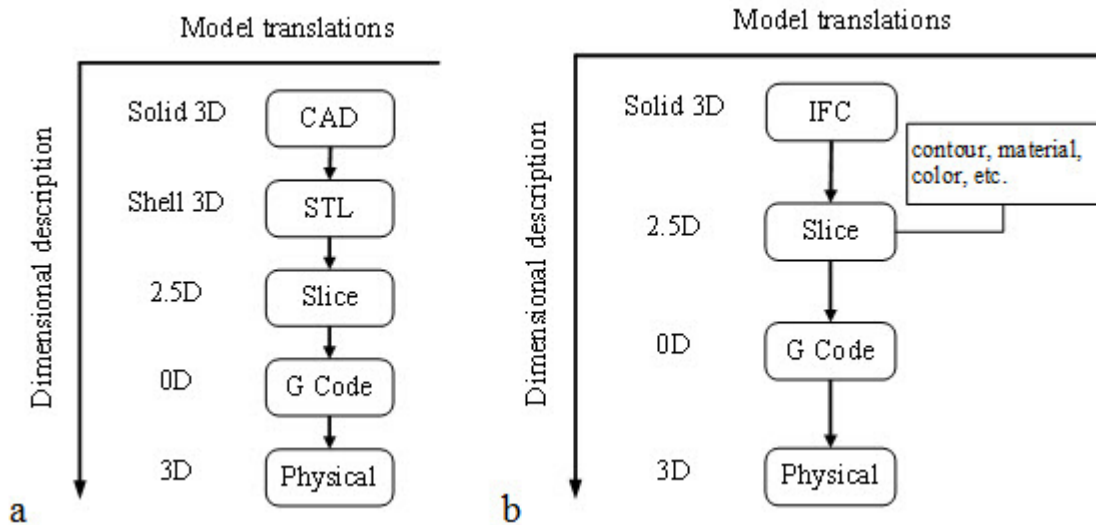 Model translations
Dimensional description
Solid 3D
CAD
Shell 3D
STL
2.5D
Slice
0D
G Code
3D
Physical
a
Model translations
Dimensional description
Solid 3D
IFC
contour, material,
color, etc.
2.5D
Slice
0D
G Code
3D
Physical
b